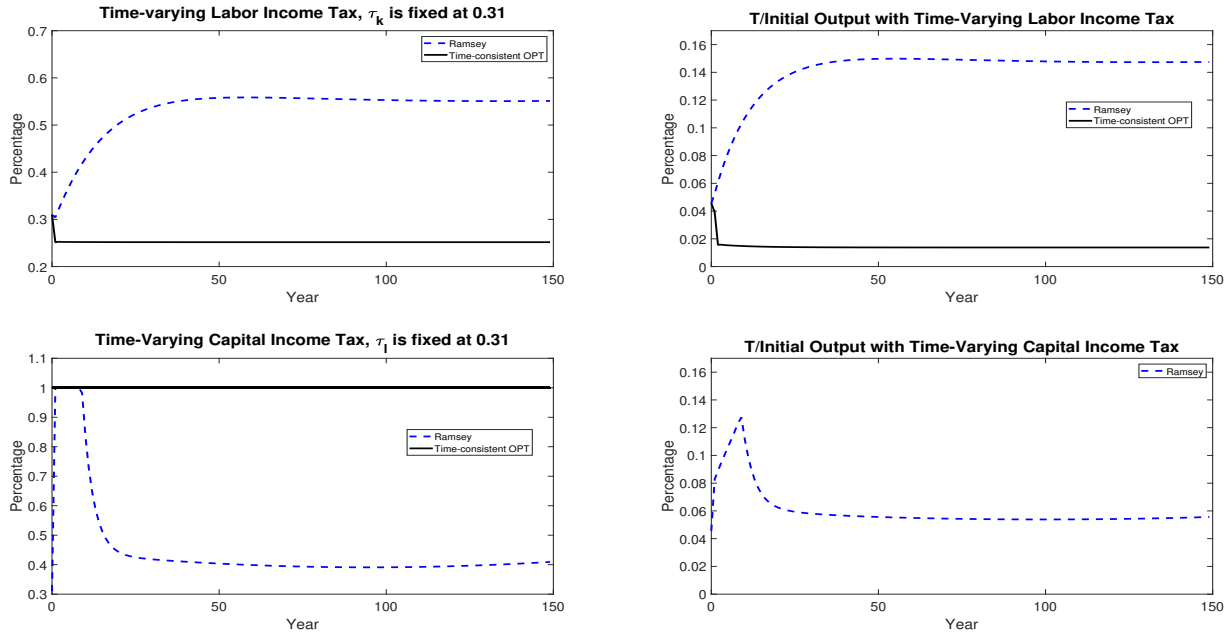 Time-varying Labor Income Tax, τk is fixed at 0.31
0.7
0.6
0.5
0.4
0.3
0.2
Percentage
Ramsey
Time-consistent OPT
0
50
100
150
Year
T/Initial Output with Time-Varying Labor Income Tax
0.16
0.14
0.12
0.1
0.08
0.06
0.04
0.02
0
Percentage
Ramsey
Time-consistent OPT
0
50
100
150
Year
Time-Varying Capital Income Tax, τl is fixed at 0.31
1.1
1
0.9
0.8
0.7
0.6
0.5
0.4
0.3
Percentage
Ramsey
Time-consistent OPT
0
50
100
150
Year
T/Initial Output with Time-Varying Capital Income Tax
0.16
0.14
0.12
0.1
0.08
0.06
0.04
0.02
0
Percentage
Ramsey
0
50
100
150
Year